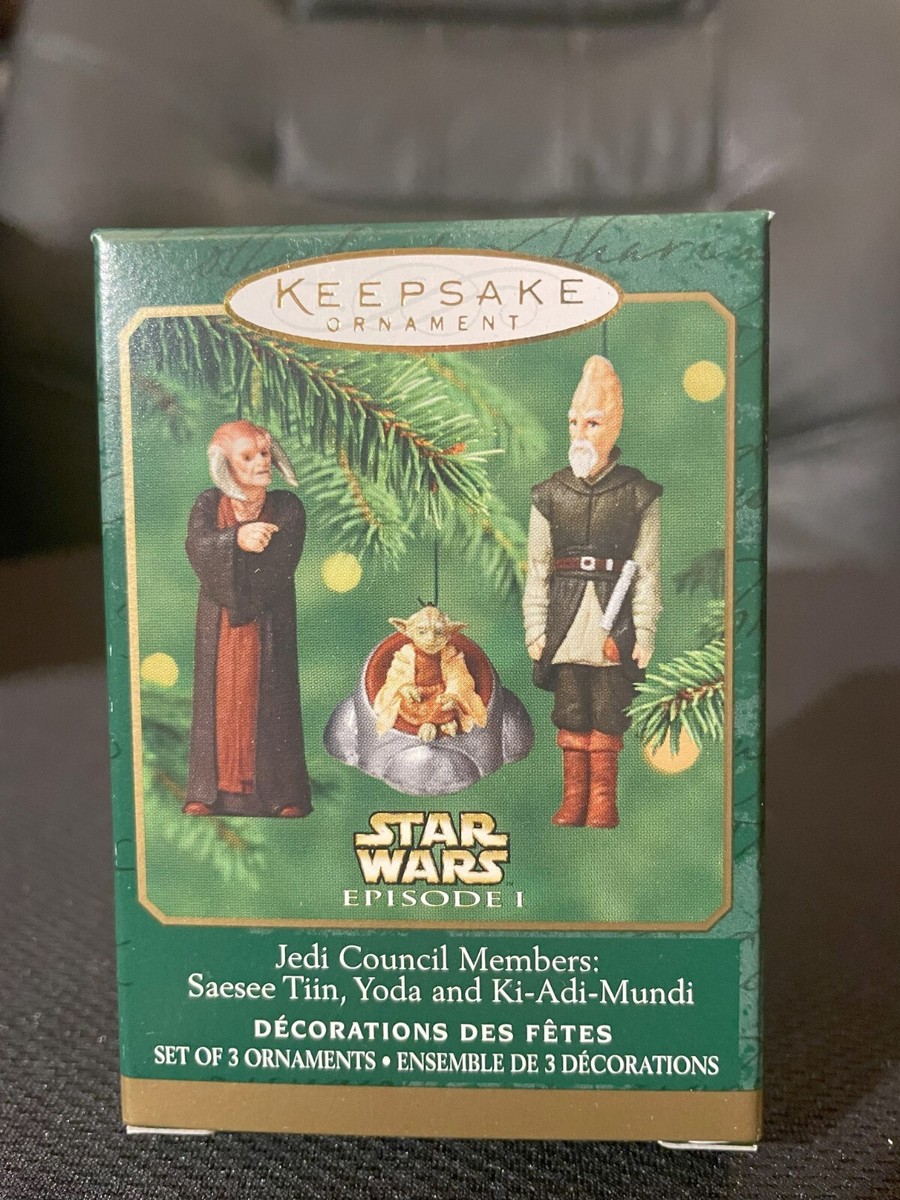 KEEPSAKE
ORNAMENT
STAR
WARS
EPISODE I
Jedi Council Members:
Saesee Tiin, Yoda and Ki-Adi-Mundi
DÉCORATIONS DES FÊTES
SET OF 3 ORNAMENTS • ENSEMBLE DE 3 DÉCORATIONS